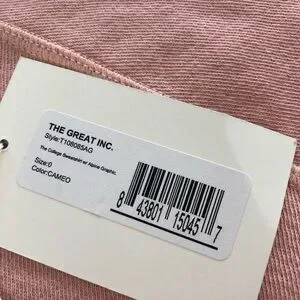 THE GREAT INC.
Style:T108085AG
The College Sweatshirt w/ Alpine Graphic.
Size:0
Color:CAMEO
8 43801 15045 7